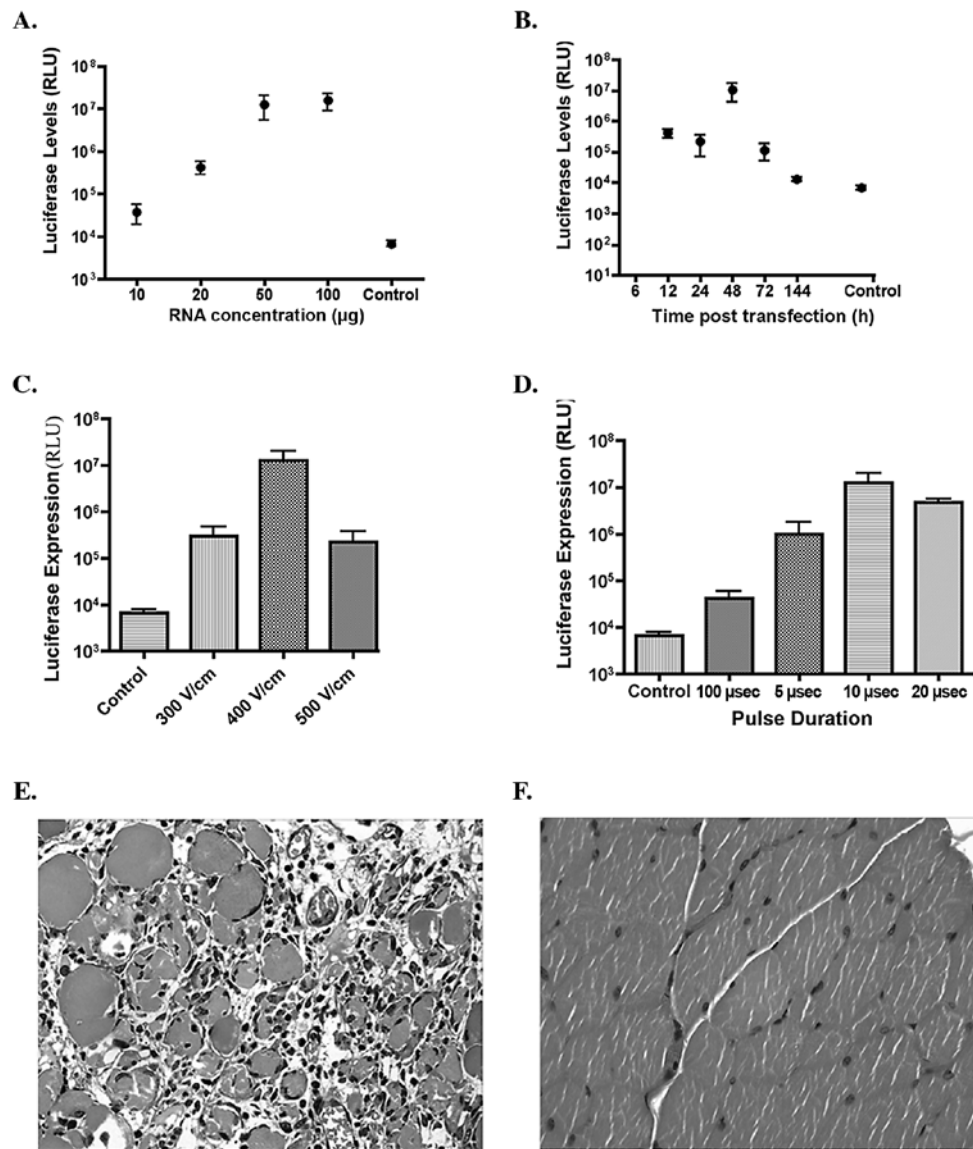 A.
Luciferase Levels (RLU)
10⁸
10⁷
10⁶
10⁵
10⁴
10³
10 20 50 100 Control
RNA concentration (µg)
B.
Luciferase Levels (RLU)
10⁸
10⁷
10⁶
10⁵
10⁴
10³
10²
10¹
6 12 24 48 72 144 Control
Time post transfection (h)
C.
Luciferase Expression (RLU)
10⁸
10⁷
10⁶
10⁵
10⁴
10³
Control 300 V/cm 400 V/cm 500 V/cm
D.
Luciferase Expression (RLU)
10⁸
10⁷
10⁶
10⁵
10⁴
10³
Control 100 µsec 5 µsec 10 µsec 20 µsec
Pulse Duration
E.
F.